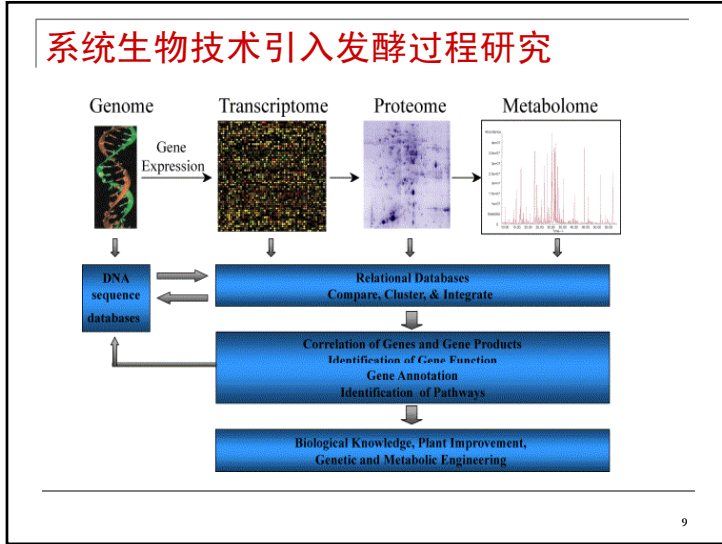 系统生物技术引入发酵过程研究
Genome
Transcriptome
Proteome
Metabolome
Gene
Expression
DNA
sequence
databases
Relational Databases
Compare, Cluster, & Integrate
Correlation of Genes and Gene Products
Identification of Gene Function
Gene Annotation
Identification of Pathways
Biological Knowledge, Plant Improvement,
Genetic and Metabolic Engineering
9